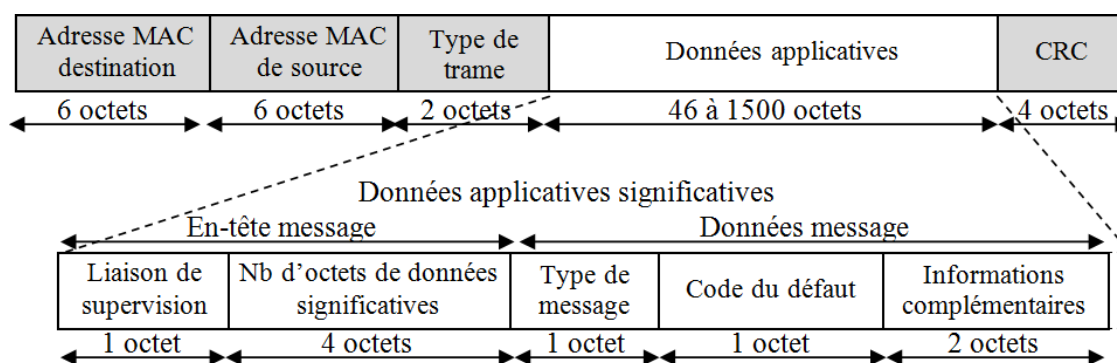 Adresse MAC
destination
Adresse MAC
de source
Type de
trame
Données applicatives
CRC
6 octets
6 octets
2 octets
46 à 1500 octets
4 octets
Données applicatives significatives
En-tête message
Données message
Liaison de
supervision
Nb d’octets de données
significatives
Type de
message
Code du défaut
Informations
complémentaires
1 octet
4 octets
1 octet
1 octet
2 octets